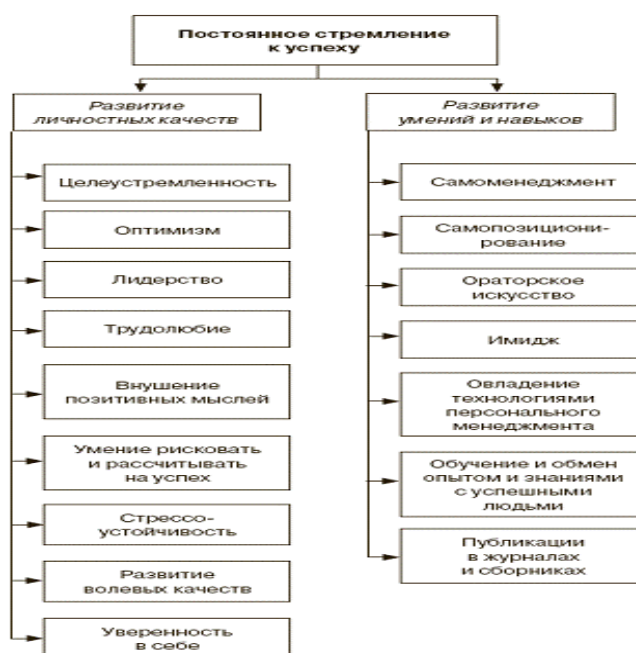 Постоянное стремление
к успеху
Развитие
личностных качеств
Целеустремленность
Оптимизм
Лидерство
Трудолюбие
Внушение
позитивных мыслей
Умение рисковать
и рассчитывать
на успех
Стрессо-
устойчивость
Развитие
волевых качеств
Уверенность
в себе
Развитие
умений и навыков
Самоменеджмент
Самопозициони-
рование
Ораторское
искусство
Имидж
Овладение
технологиями
персонального
менеджмента
Обучение и обмен
опытом и знаниями
с успешными
людьми
Публикации
в журналах
и сборниках